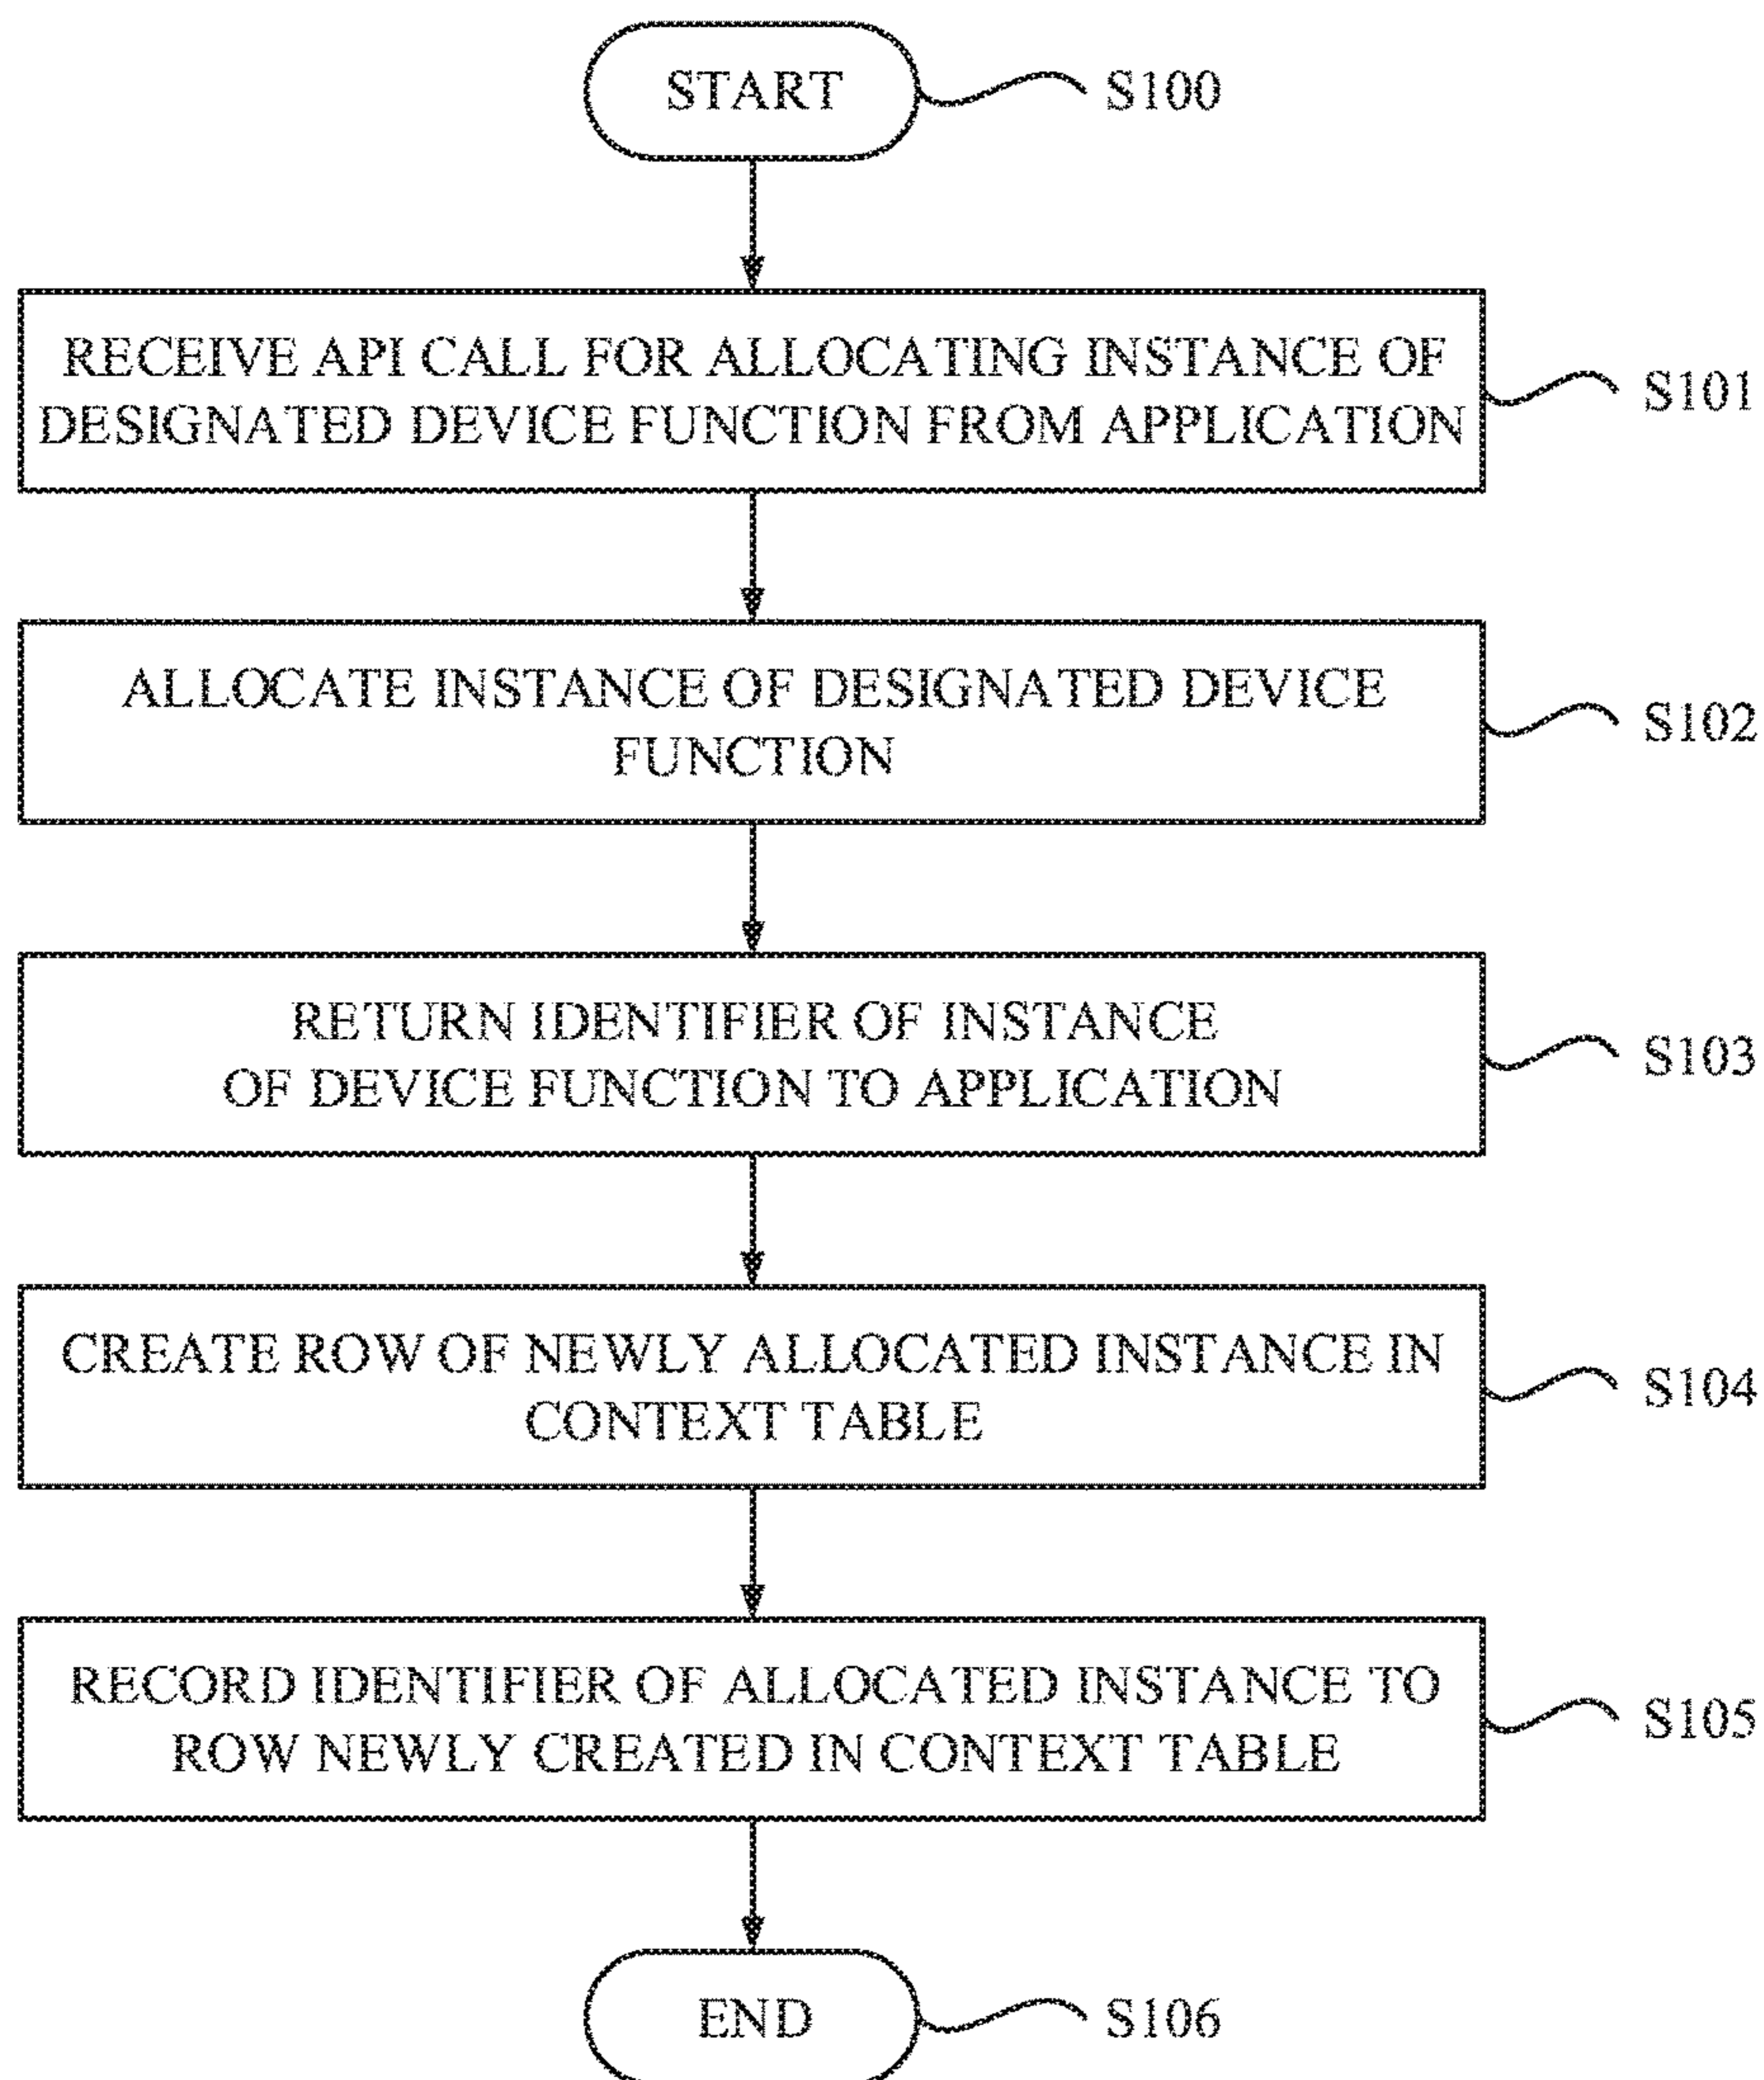 START
S100
RECEIVE API CALL FOR ALLOCATING INSTANCE OF
DESIGNATED DEVICE FUNCTION FROM APPLICATION
S101
ALLOCATE INSTANCE OF DESIGNATED DEVICE
FUNCTION
S102
RETURN IDENTIFIER OF INSTANCE
OF DEVICE FUNCTION TO APPLICATION
S103
CREATE ROW OF NEWLY ALLOCATED INSTANCE IN
CONTEXT TABLE
S104
RECORD IDENTIFIER OF ALLOCATED INSTANCE TO
ROW NEWLY CREATED IN CONTEXT TABLE
S105
END
S106